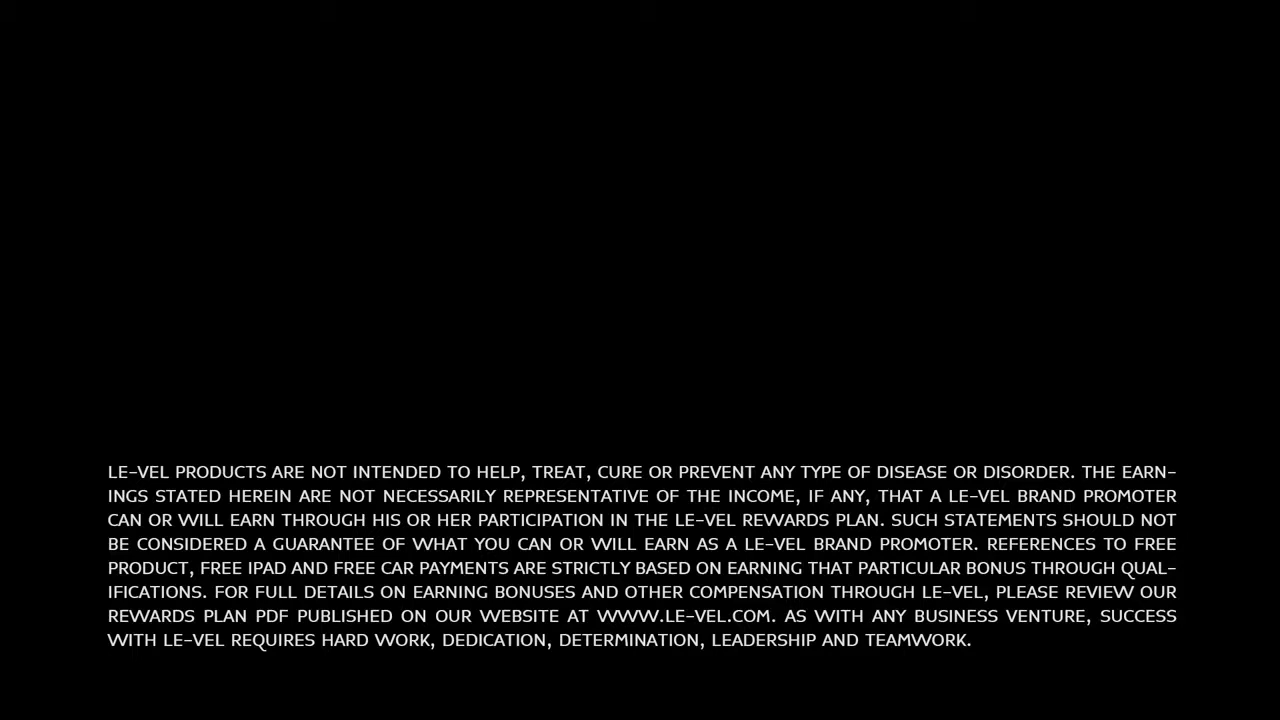 LE-VEL PRODUCTS ARE NOT INTENDED TO HELP, TREAT, CURE OR PREVENT ANY TYPE OF DISEASE OR DISORDER. THE EARN-
INGS STATED HEREIN ARE NOT NECESSARILY REPRESENTATIVE OF THE INCOME, IF ANY, THAT A LE-VEL BRAND PROMOTER
CAN OR WILL EARN THROUGH HIS OR HER PARTICIPATION IN THE LE-VEL REWARDS PLAN. SUCH STATEMENTS SHOULD NOT
BE CONSIDERED A GUARANTEE OF WHAT YOU CAN OR WILL EARN AS A LE-VEL BRAND PROMOTER. REFERENCES TO FREE
PRODUCT, FREE IPAD AND FREE CAR PAYMENTS ARE STRICTLY BASED ON EARNING THAT PARTICULAR BONUS THROUGH QUAL-
IFICATIONS. FOR FULL DETAILS ON EARNING BONUSES AND OTHER COMPENSATION THROUGH LE-VEL, PLEASE REVIEW OUR
REWARDS PLAN PDF PUBLISHED ON OUR WEBSITE AT WWW.LE-VEL.COM. AS WITH ANY BUSINESS VENTURE, SUCCESS
WITH LE-VEL REQUIRES HARD WORK, DEDICATION, DETERMINATION, LEADERSHIP AND TEAMWORK.